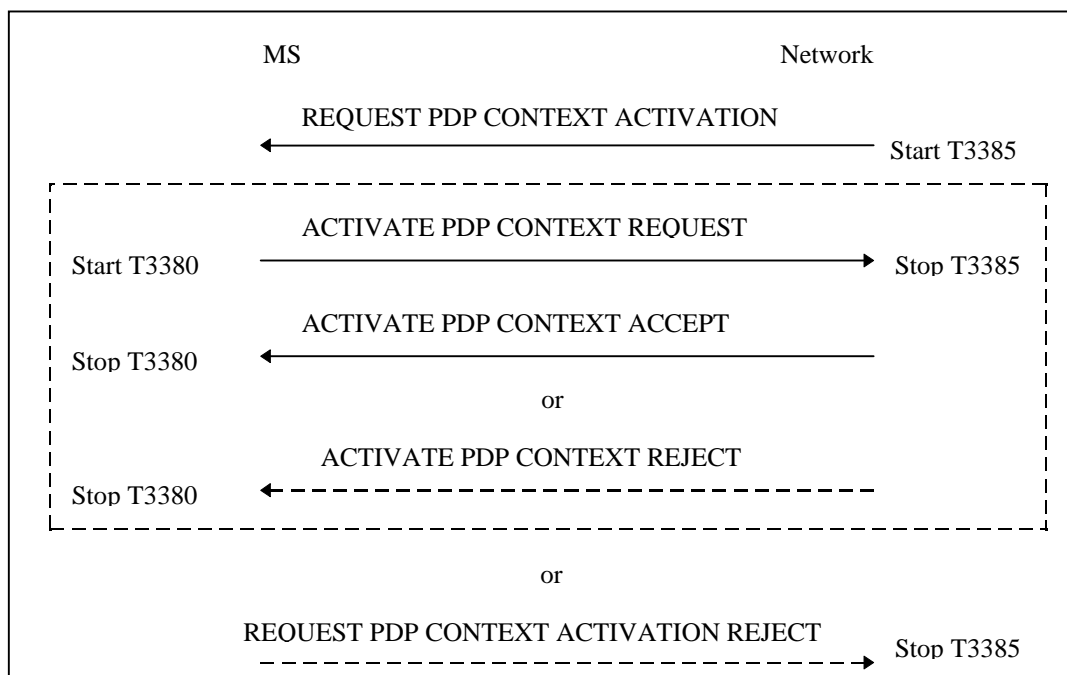 MS Network
REQUEST PDP CONTEXT ACTIVATION
Start T3385
ACTIVATE PDP CONTEXT REQUEST
Start T3380 Stop T3385
ACTIVATE PDP CONTEXT ACCEPT
Stop T3380
or
ACTIVATE PDP CONTEXT REJECT
Stop T3380
or
REQUEST PDP CONTEXT ACTIVATION REJECT
Stop T3385